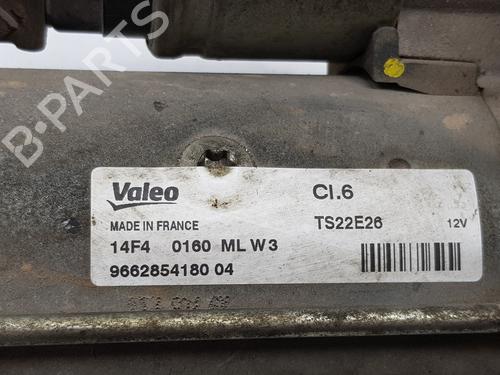 B-PARTS
Valeo
Cl.6
MADE IN FRANCE
TS22E26
12V
14F4 0160 ML W3
9662854180 04